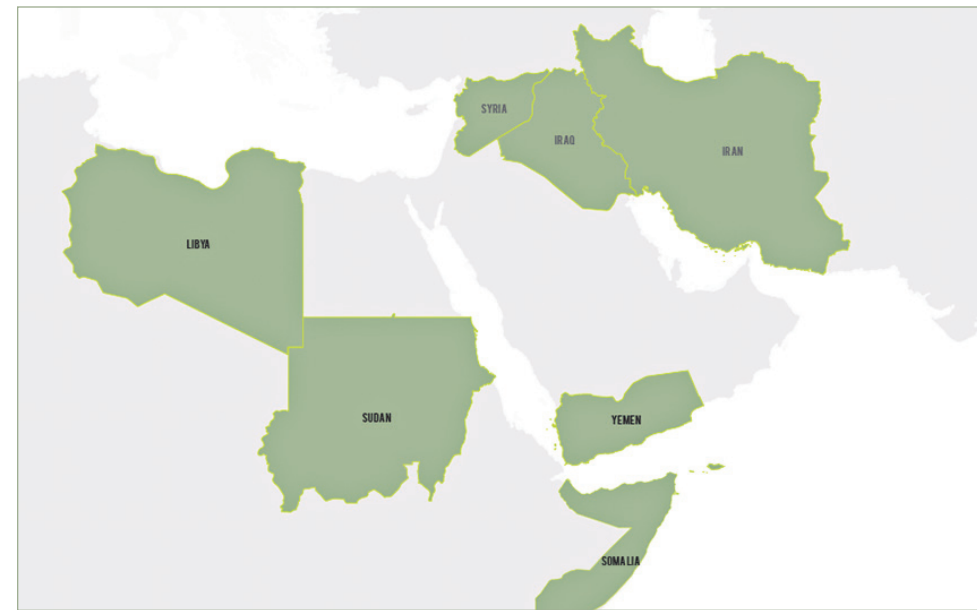 SYRIA
IRAQ
IRAN
LIBYA
SUDAN
YEMEN
SOMALIA